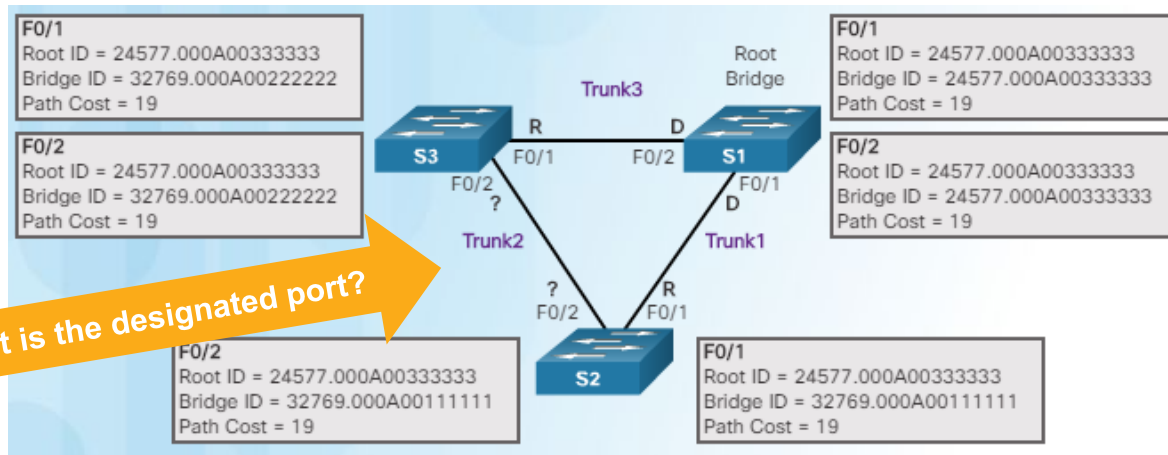 F0/1
Root ID = 24577.000A00333333
Bridge ID = 32769.000A00222222
Path Cost = 19
F0/2
Root ID = 24577.000A00333333
Bridge ID = 32769.000A00222222
Path Cost = 19
Root
Bridge
F0/1
Root ID = 24577.000A00333333
Bridge ID = 24577.000A00333333
Path Cost = 19
F0/2
Root ID = 24577.000A00333333
Bridge ID = 24577.000A00333333
Path Cost = 19
Trunk3
R
D
S3
F0/1
F0/2
S1
F0/2
?
F0/1
D
Trunk2
Trunk1
?
F0/2
R
F0/1
S2
t is the designated port?
F0/2
Root ID = 24577.000A00333333
Bridge ID = 32769.000A00111111
Path Cost = 19
F0/1
Root ID = 24577.000A00333333
Bridge ID = 32769.000A00111111
Path Cost = 19